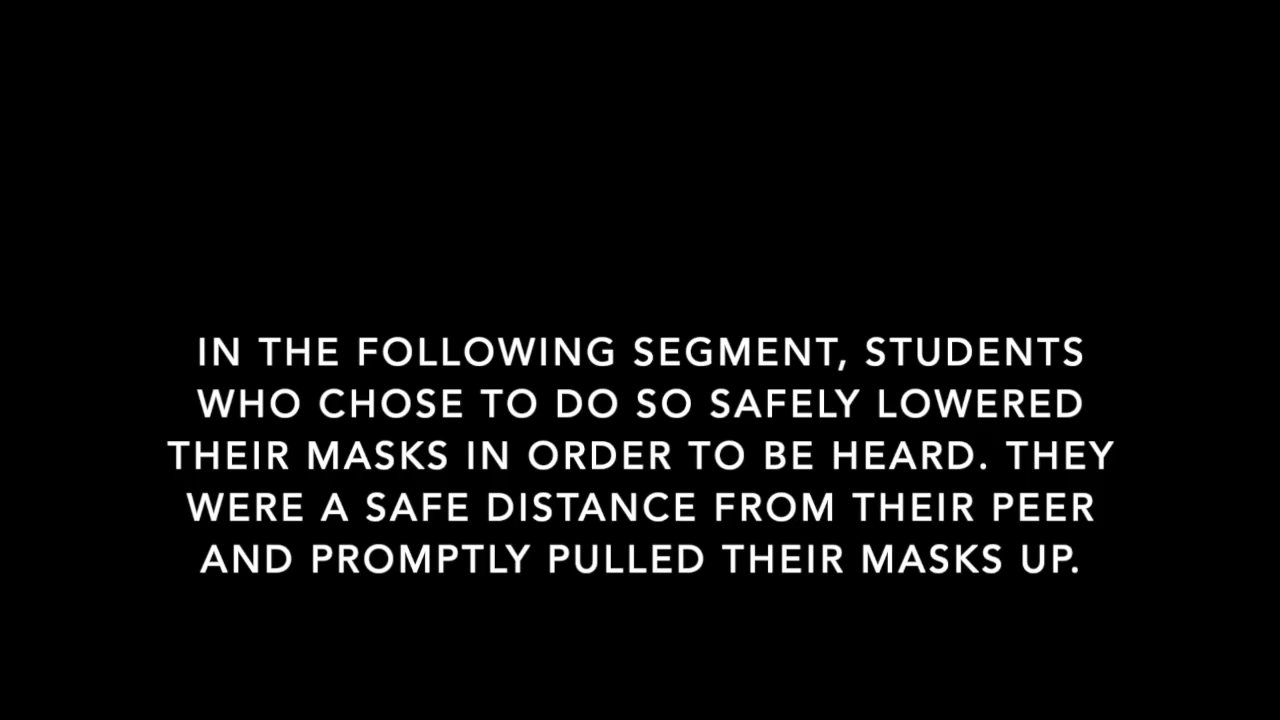 IN THE FOLLOWING SEGMENT, STUDENTS
WHO CHOSE TO DO SO SAFELY LOWERED
THEIR MASKS IN ORDER TO BE HEARD. THEY
WERE A SAFE DISTANCE FROM THEIR PEER
AND PROMPTLY PULLED THEIR MASKS UP.